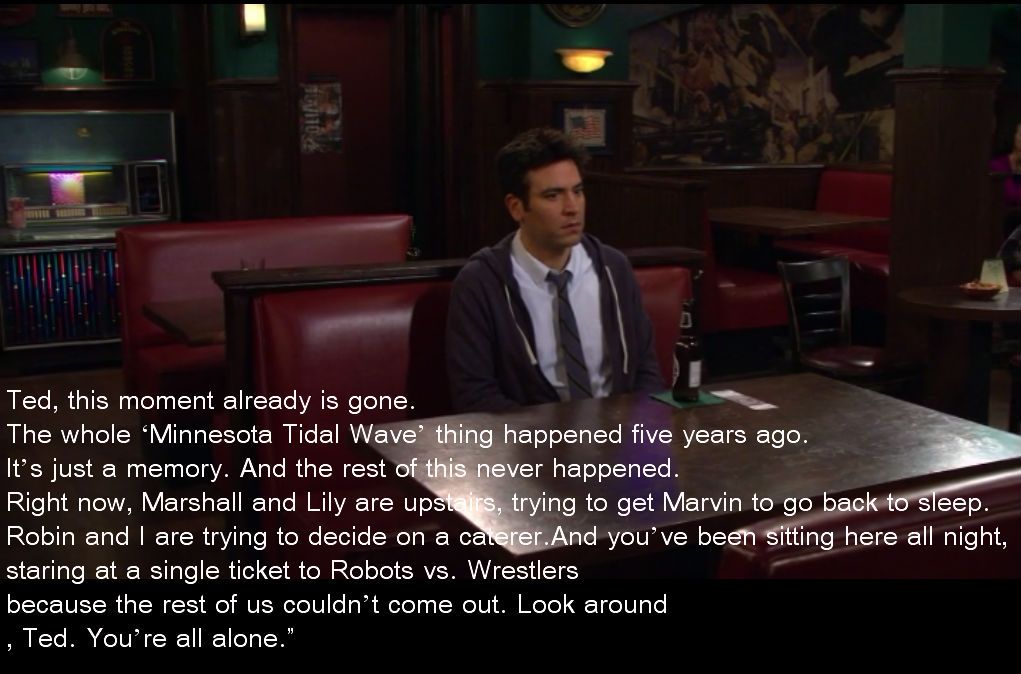 Ted, this moment already is gone.
The whole ‘Minnesota Tidal Wave’ thing happened five years ago.
It’s just a memory. And the rest of this never happened.
Right now, Marshall and Lily are upstairs, trying to get Marvin to go back to sleep.
Robin and I are trying to decide on a caterer.And you’ve been sitting here all night,
staring at a single ticket to Robots vs. Wrestlers
because the rest of us couldn’t come out. Look around
, Ted. You’re all alone.”